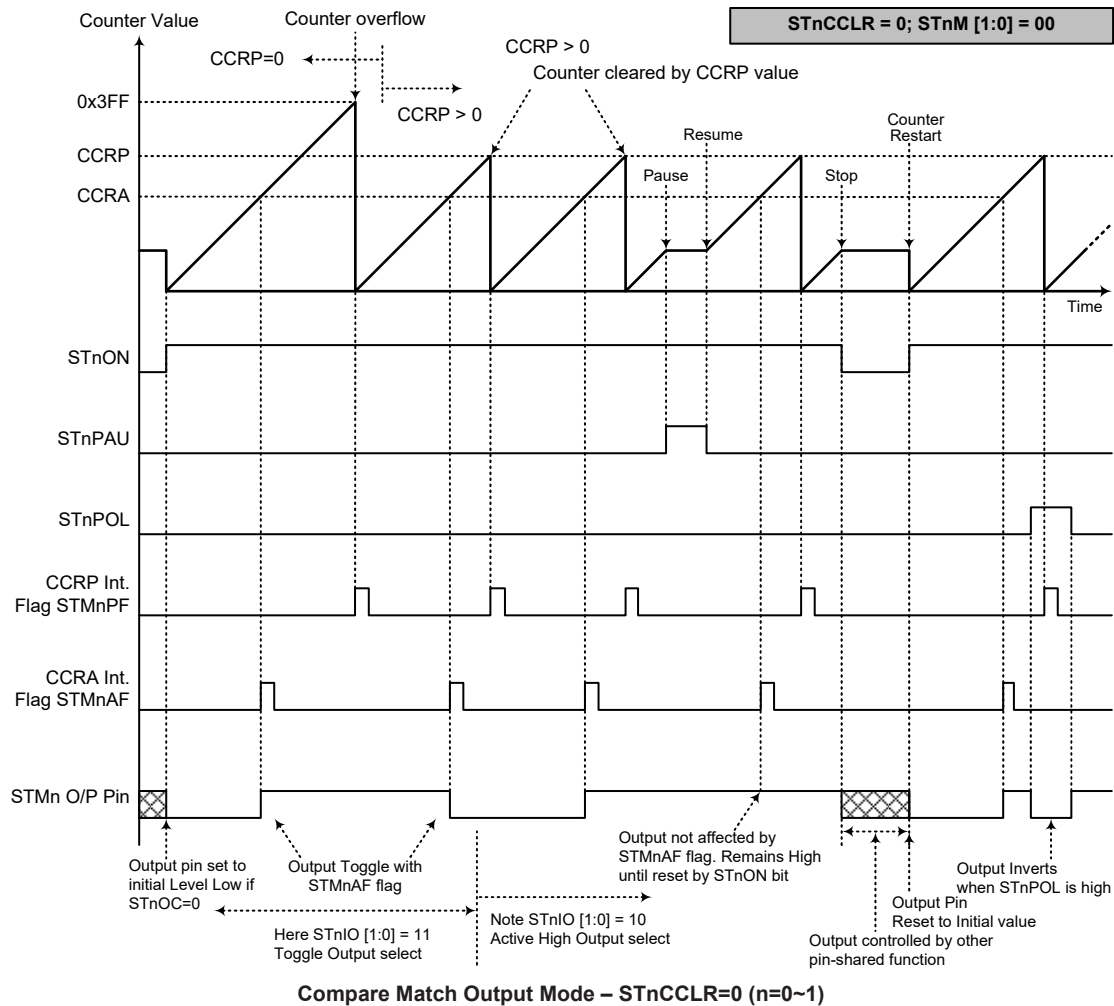 Counter Value
Counter overflow
STnCCLR = 0; STnM [1:0] = 00
CCRP=0
CCRP > 0
CCRP > 0
Counter cleared by CCRP value
0x3FF
CCRP
CCRA
Pause
Resume
Stop
Counter
Restart
Time
STnON
STnPAU
STnPOL
CCRP Int.
Flag STMnPF
CCRA Int.
Flag STMnAF
STMn O/P Pin
Output pin set to
initial Level Low if
STnOC=0
Output Toggle with
STMnAF flag
Here STnIO [1:0] = 11
Toggle Output select
Note STnIO [1:0] = 10
Active High Output select
Output not affected by
STMnAF flag. Remains High
until reset by STnON bit
Output controlled by other
pin-shared function
Output Pin
Reset to Initial value
Output Inverts
when STnPOL is high
Compare Match Output Mode – STnCCLR=0 (n=0~1)